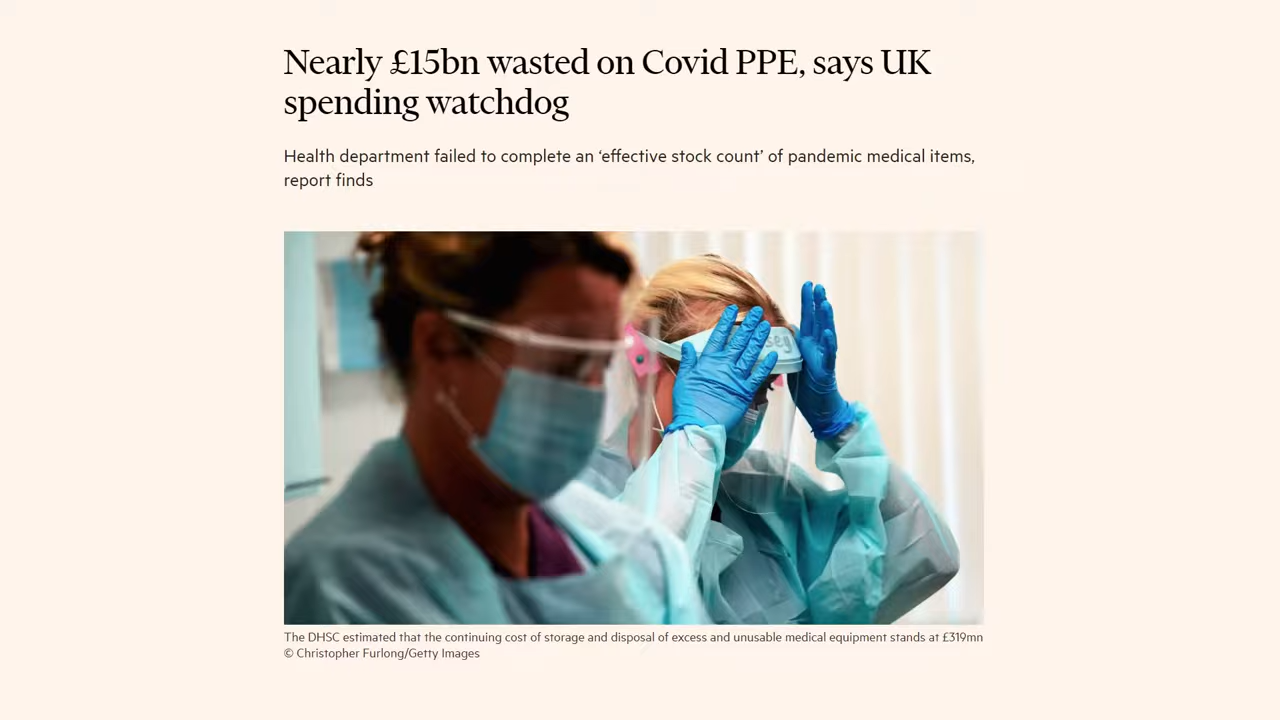 Nearly £15bn wasted on Covid PPE, says UK
spending watchdog
Health department failed to complete an ‘effective stock count’ of pandemic medical items,
report finds
The DHSC estimated that the continuing cost of storage and disposal of excess and unusable medical equipment stands at £319mn
© Christopher Furlong/Getty Images